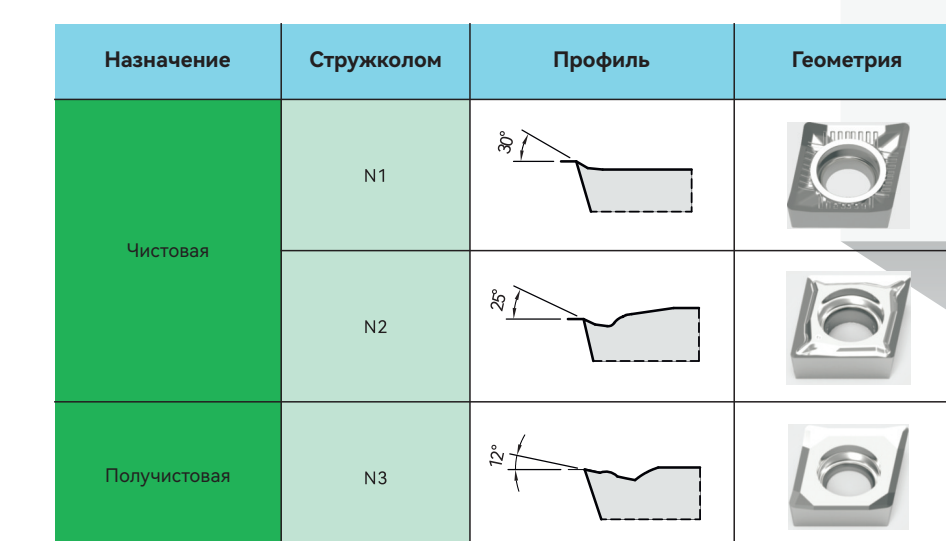 Назначение
Стружколом
Профиль
Геометрия
Чистовая
N1
30°
N2
25°
Получистовая
N3
12°